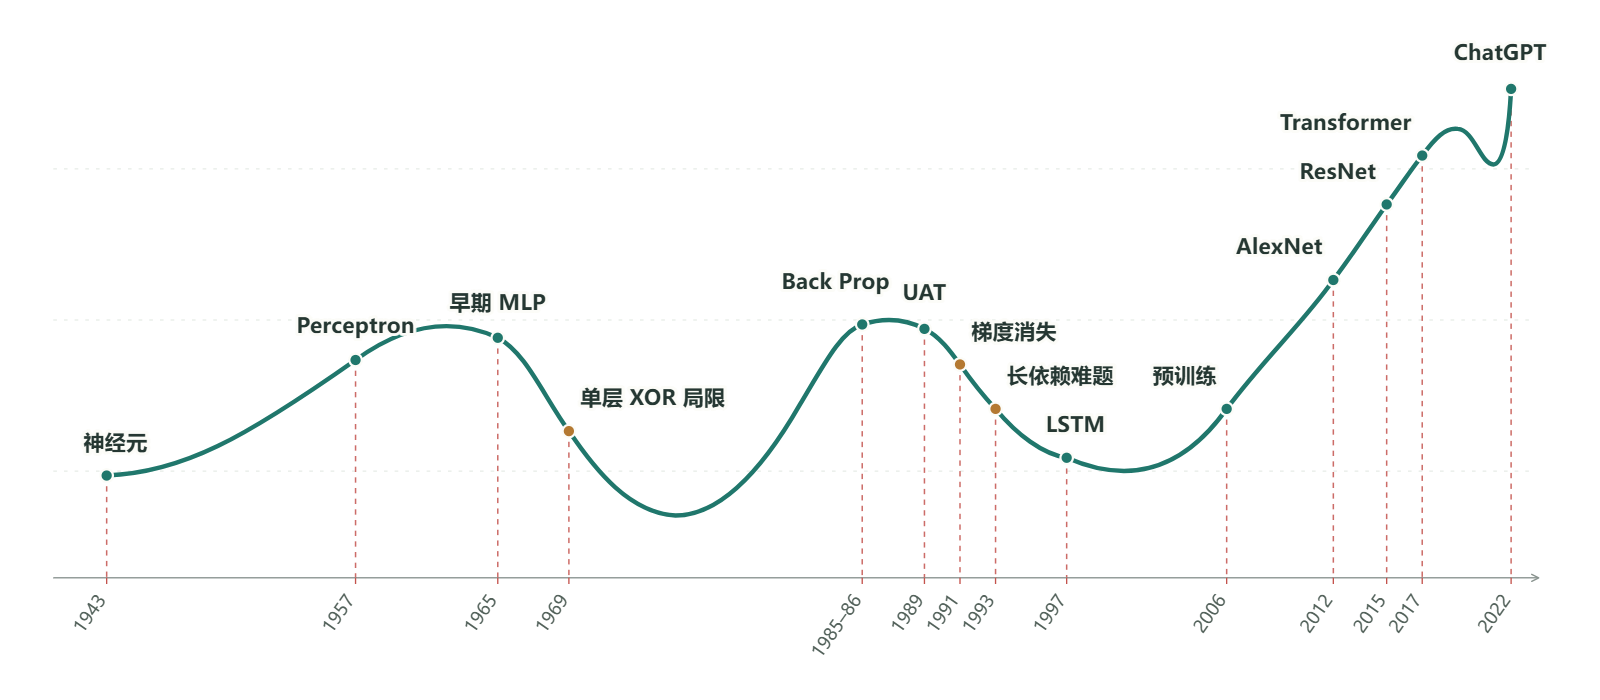 ChatGPT
Transformer
ResNet
AlexNet
Back Prop
UAT
早期 MLP
Perceptron
梯度消失
长依赖难题
预训练
单层 XOR 局限
LSTM
神经元
1943
1957
1965
1969
1985–86
1989
1991
1993
1997
2006
2012
2015
2017
2022